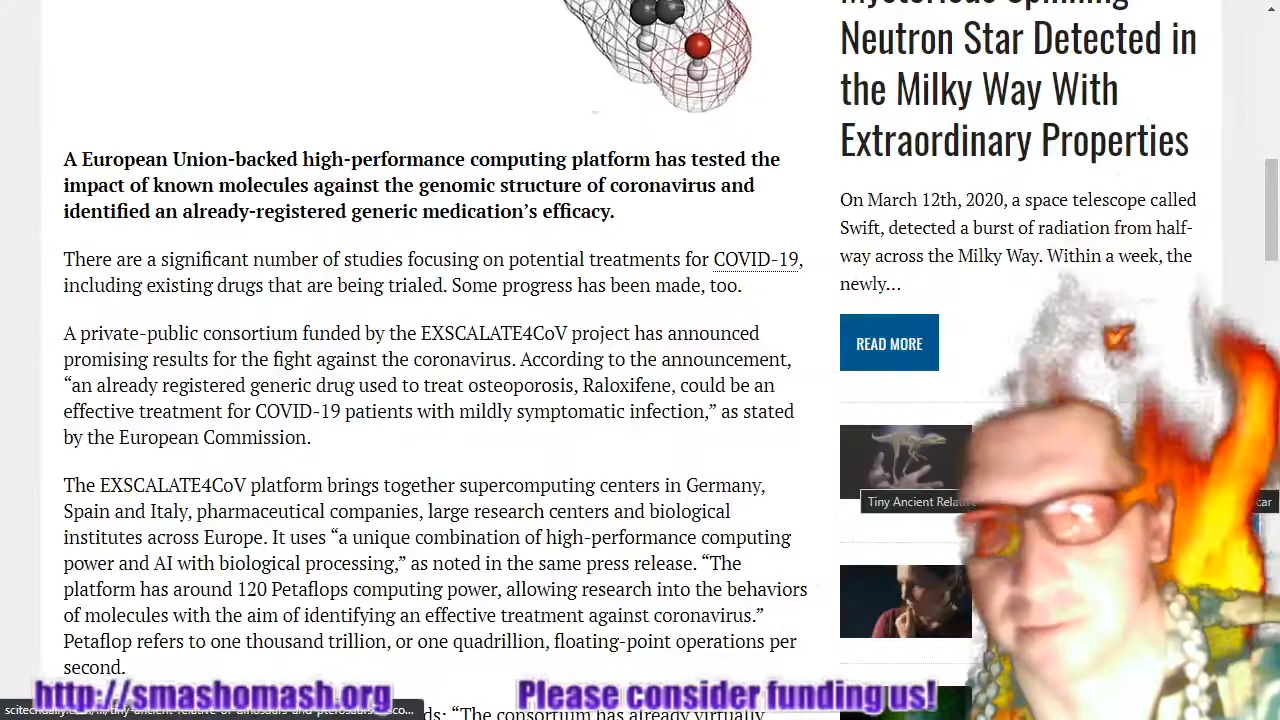 Neutron Star Detected in
the Milky Way With
Extraordinary Properties
On March 12th, 2020, a space telescope called
Swift, detected a burst of radiation from half-
way across the Milky Way. Within a week, the
newly…
READ MORE
Tiny Ancient Relati
A European Union-backed high-performance computing platform has tested the
impact of known molecules against the genomic structure of coronavirus and
identified an already-registered generic medication’s efficacy.
There are a significant number of studies focusing on potential treatments for COVID-19,
including existing drugs that are being trialed. Some progress has been made, too.
A private-public consortium funded by the EXSCALATE4CoV project has announced
promising results for the fight against the coronavirus. According to the announcement,
“an already registered generic drug used to treat osteoporosis, Raloxifene, could be an
effective treatment for COVID-19 patients with mildly symptomatic infection,” as stated
by the European Commission.
The EXSCALATE4CoV platform brings together supercomputing centers in Germany,
Spain and Italy, pharmaceutical companies, large research centers and biological
institutes across Europe. It uses “a unique combination of high-performance computing
power and AI with biological processing,” as noted in the same press release. “The
platform has around 120 Petaflops computing power, allowing research into the behaviors
of molecules with the aim of identifying an effective treatment against coronavirus.”
Petaflop refers to one thousand trillion, or one quadrillion, floating-point operations per
second.
http://smashomash.org
Please consider funding us!
ds: “The consortium has already virtually